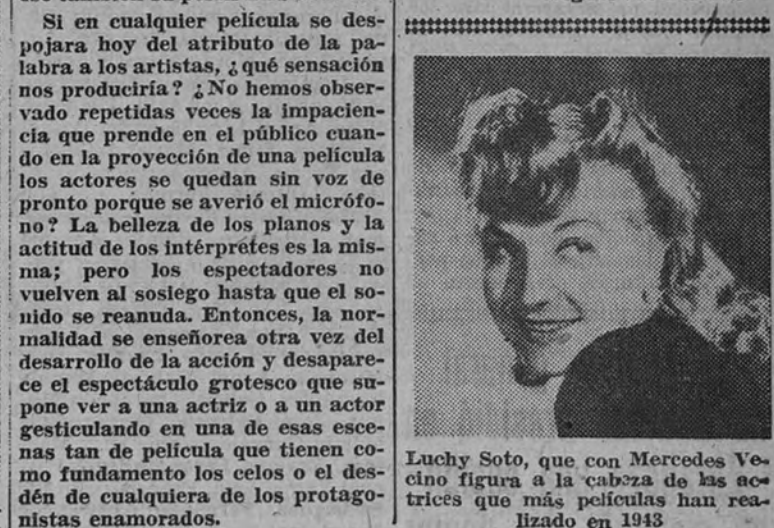 Si en cualquier película se des-
pojara hoy del atributo de la pa-
labra a los artistas, ¿qué sensación
nos produciría? ¿No hemos obser-
vado repetidas veces la impacien-
cia que prende en el público cuan-
do en la proyección de una película
los actores se quedan sin voz de
pronto porque se averió el micrófo-
no? La belleza de los planos y la
actitud de los intérpretes es la mis-
ma; pero los espectadores no
vuelven al sosiego hasta que el so-
nido se reanuda. Entonces, la nor-
malidad se enseñorea otra vez del
desarrollo de la acción y desapare-
ce el espectáculo grotesco que su-
pone ver a una actriz o a un actor
gesticulando en una de esas esce-
nas tan de película que tienen co-
mo fundamento los celos o el des-
dén de cualquiera de los protago-
nistas enamorados.
Luchy Soto, que con Mercedes Ve-
cino figura a la cabeza de las ac-
trices que más películas han rea-
lizado en 1943